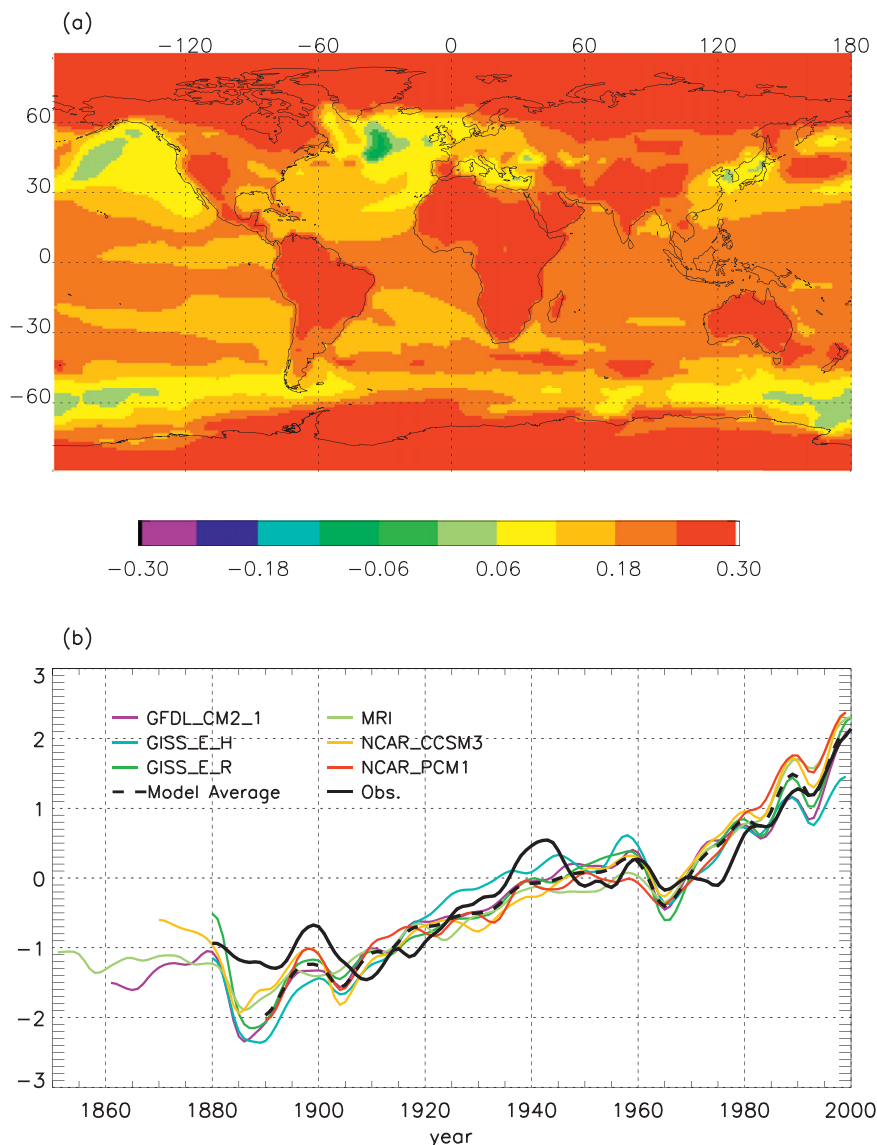 (a)
−120 −60 0 60 120 180
60
30
0
−30
−60
−0.30 −0.18 −0.06 0.06 0.18 0.30
(b)
3
2
1
0
−1
−2
−3
GFDL_CM2_1 MRI
GISS_E_H NCAR_CCSM3
GISS_E_R NCAR_PCM1
Model Average Obs.
1860 1880 1900 1920 1940 1960 1980 2000
year